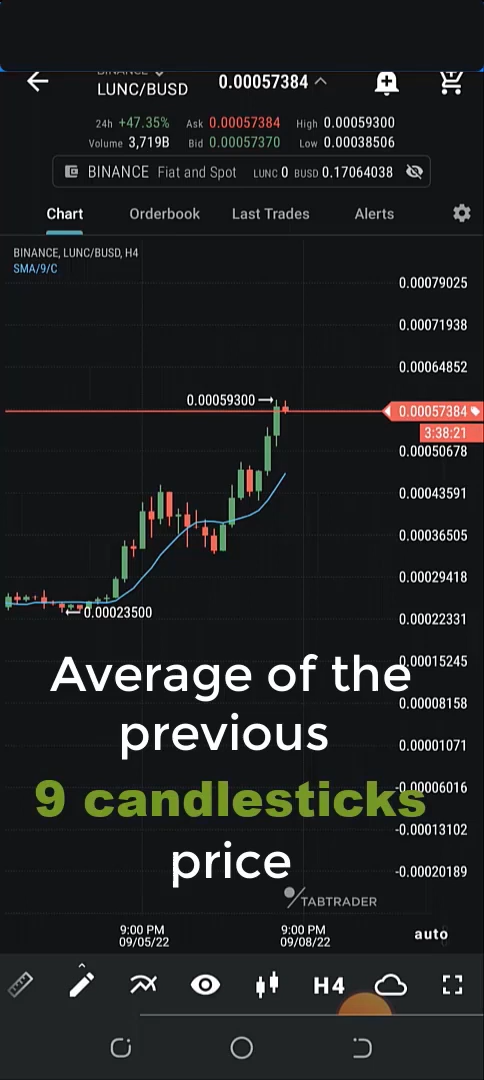 BINANCE
LUNC/BUSD
0.00057384
24h +47.35% Ask 0.00057384 High 0.00059300
Volume 3,719B Bid 0.00057370 Low 0.00038506
BINANCE Fiat and Spot LUNC 0 BUSD 0.17064038
Chart Orderbook Last Trades Alerts
BINANCE, LUNC/BUSD, H4
SMA/9/C
0.00079025
0.00071938
0.00064852
0.00059300
0.00057384
3:38:21
0.00050678
0.00043591
0.00036505
0.00029418
0.00023500
0.00022331
0.00015245
Average of the
0.00008158
previous
0.00001071
-0.00006016
9 candlesticks
-0.00013102
price
-0.00020189
TABTRADER
9:00 PM 9:00 PM
09/05/22 09/08/22
auto
H4